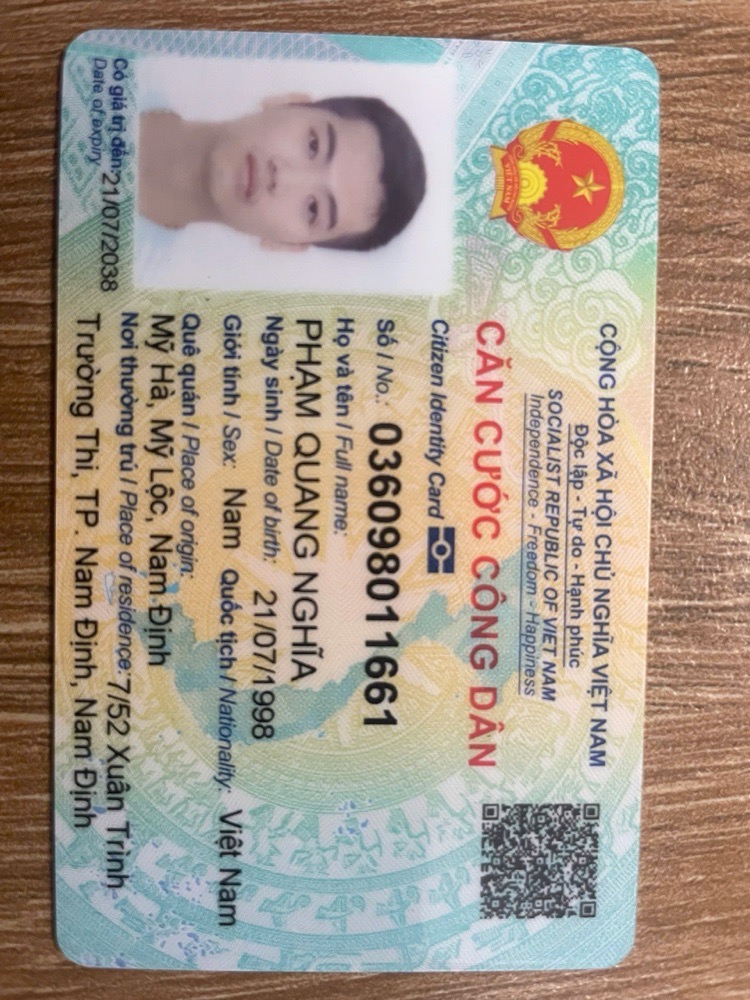 CỘNG HÒA XÃ HỘI CHỦ NGHĨA VIỆT NAM
Độc lập - Tự do - Hạnh phúc
SOCIALIST REPUBLIC OF VIET NAM
Independence - Freedom - Happiness
CĂN CƯỚC CÔNG DÂN
Citizen Identity Card
Số / No.: 036098011661
Họ và tên / Full name:
PHẠM QUANG NGHĨA
Ngày sinh / Date of birth: 21/07/1998
Giới tính / Sex: Nam Quốc tịch / Nationality: Việt Nam
Quê quán / Place of origin:
Mỹ Hà, Mỹ Lộc, Nam Định
Nơi thường trú / Place of residence: 7/52 Xuân Trình
Trường Thi, TP. Nam Định, Nam Định
Có giá trị đến: 21/07/2038
Date of expiry